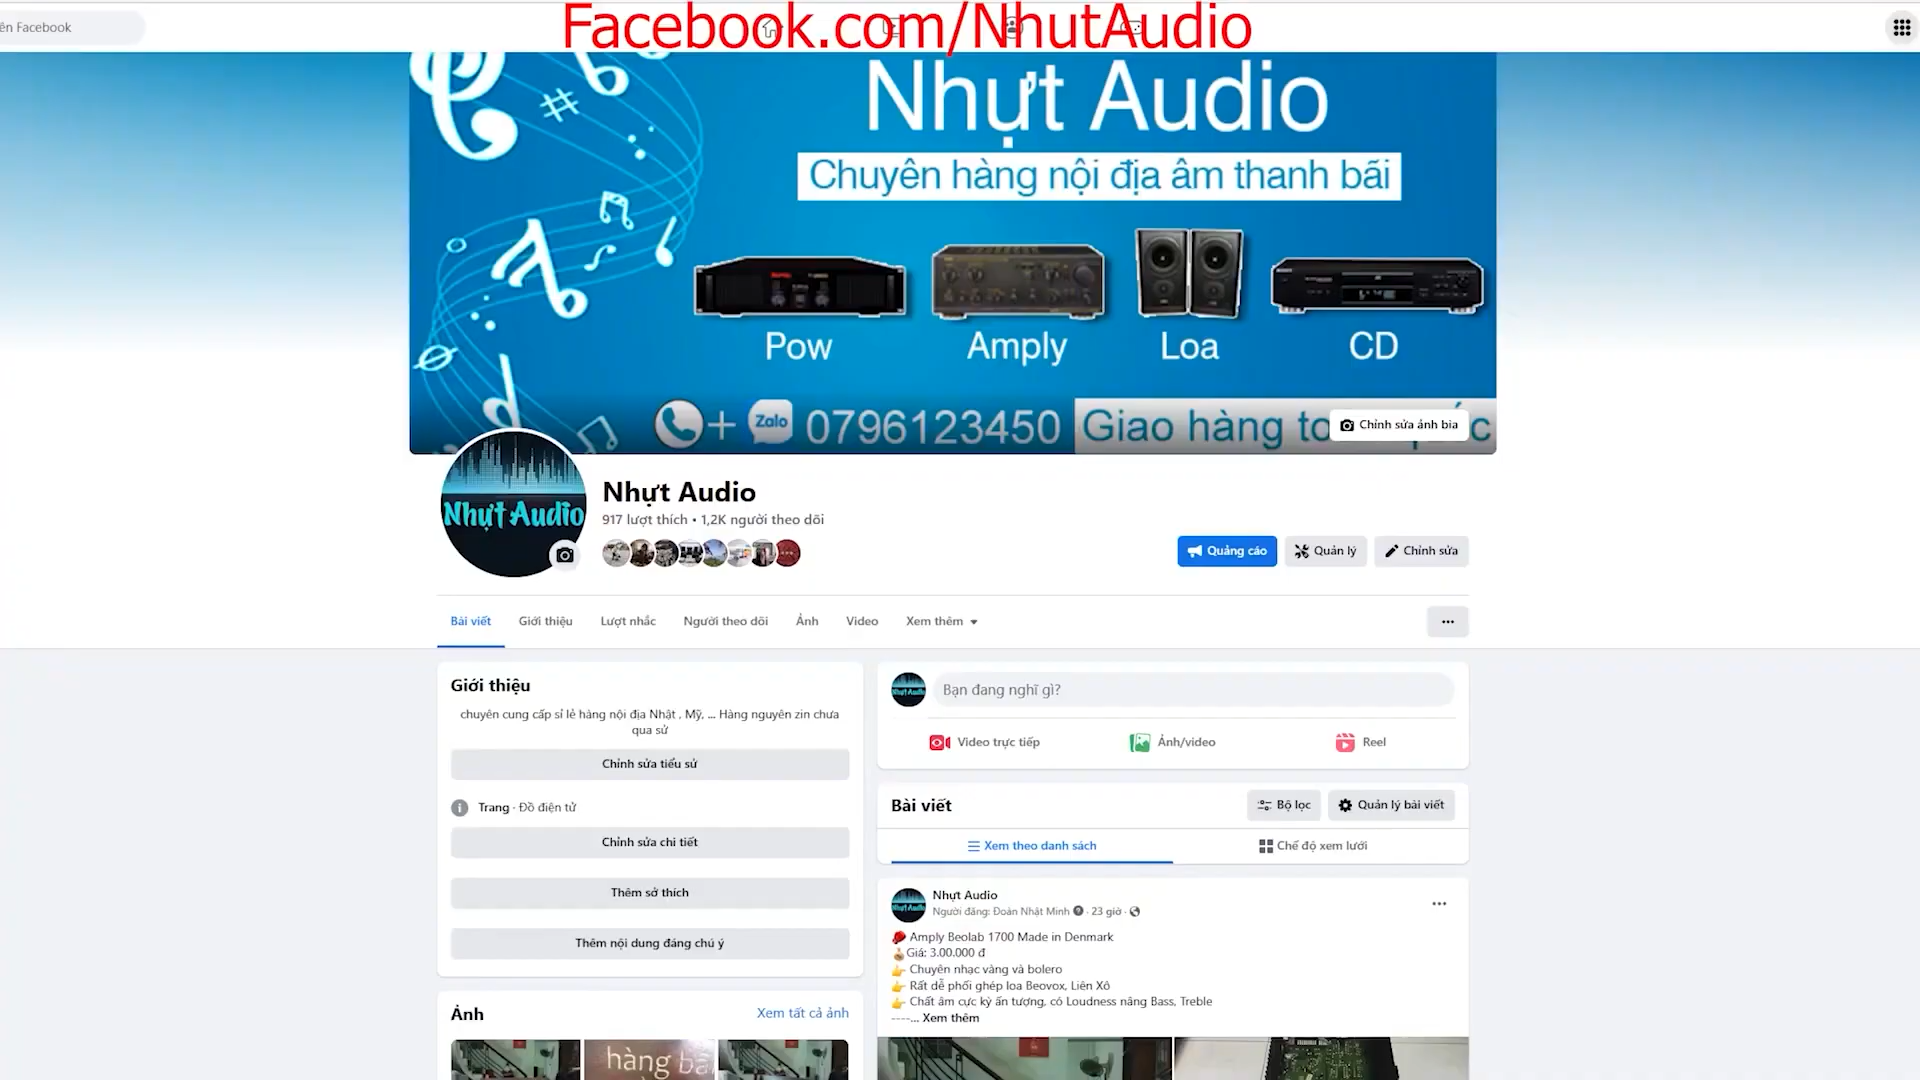 ên Facebook
Facebook.com/NhutAudio
Nhựt Audio
Chuyên hàng nội địa âm thanh bãi
Pow
Amply
Loa
CD
Zalo
0796123450
Giao hàng to
c
Chỉnh sửa ảnh bìa
Nhựt Audio
Nhựt Audio
917 lượt thích • 1,2K người theo dõi
Quảng cáo
Quản lý
Chỉnh sửa
Bài viết
Giới thiệu
Lượt nhắc
Người theo dõi
Ảnh
Video
Xem thêm
Giới thiệu
chuyên cung cấp sỉ lẻ hàng nội địa Nhật , Mỹ, ... Hàng nguyên zin chưa
qua sử
Chỉnh sửa tiểu sử
Trang · Đồ điện tử
Chỉnh sửa chi tiết
Thêm sở thích
Thêm nội dung đáng chú ý
Ảnh
Xem tất cả ảnh
hàng bã
Bạn đang nghĩ gì?
Video trực tiếp
Ảnh/video
Reel
Bài viết
Bộ lọc
Quản lý bài viết
Xem theo danh sách
Chế độ xem lưới
Nhựt Audio
Người đăng: Đoàn Nhật Minh · 23 giờ ·
Amply Beolab 1700 Made in Denmark
Giá: 3.00.000 đ
Chuyên nhạc vàng và bolero
Rất dễ phối ghép loa Beovox, Liên Xô
Chất âm cực kỳ ấn tượng, có Loudness nâng Bass, Treble
----... Xem thêm